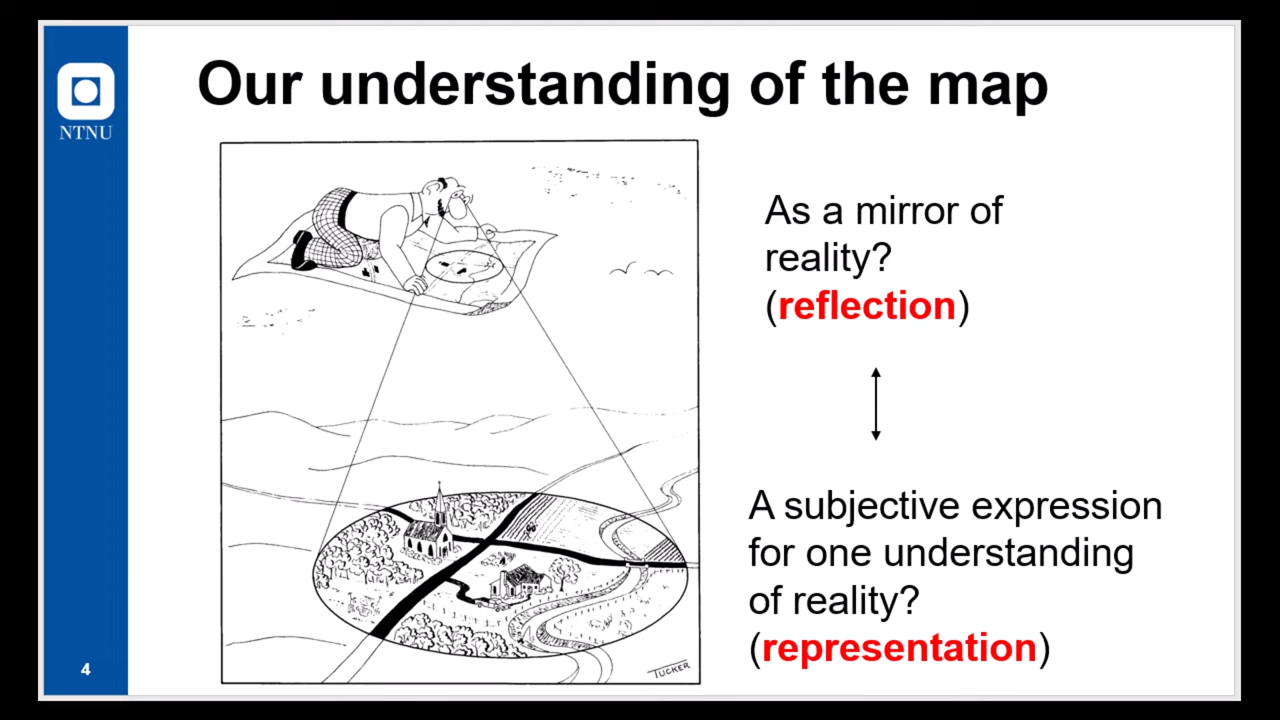 Our understanding of the map
NTNU
As a mirror of
reality?
(reflection)
A subjective expression
for one understanding
of reality?
(representation)
TUCKER
4